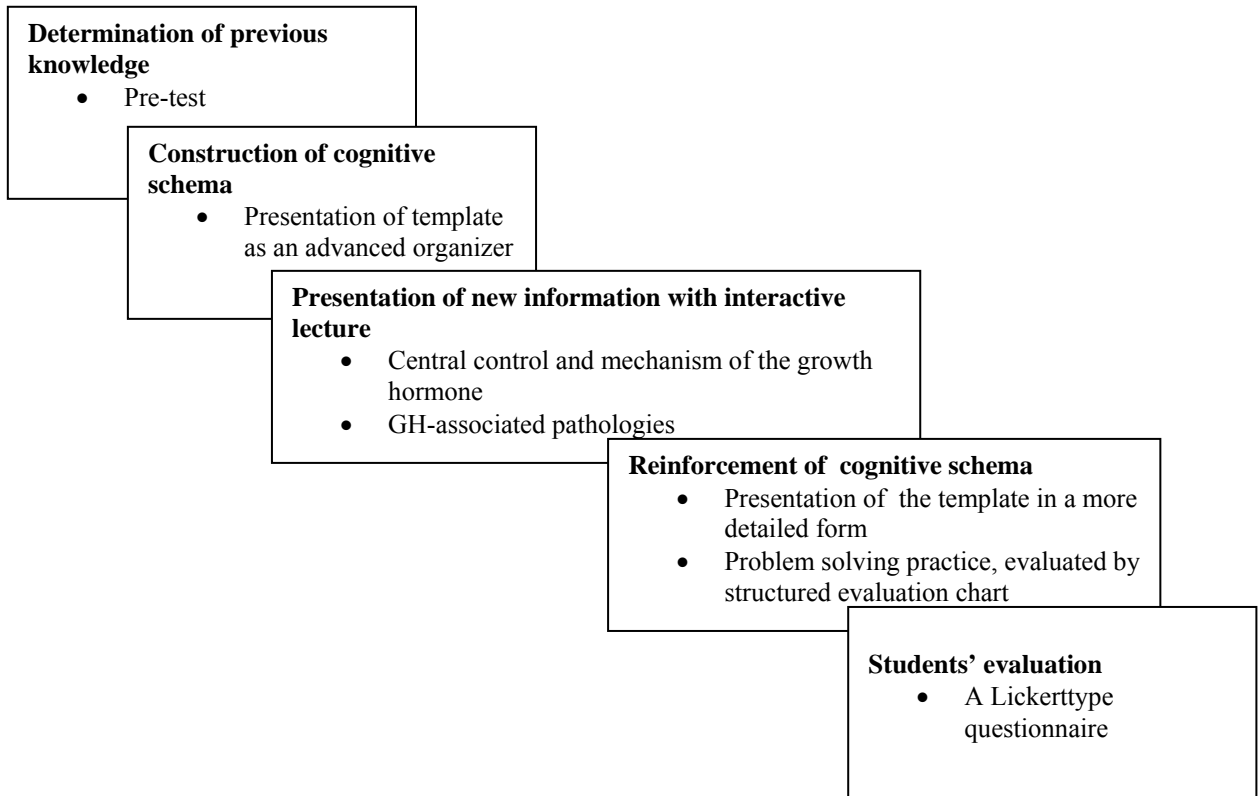 Determination of previous
knowledge
• Pre-test
Construction of cognitive
schema
• Presentation of template
as an advanced organizer
Presentation of new information with interactive
lecture
• Central control and mechanism of the growth
hormone
• GH-associated pathologies
Reinforcement of cognitive schema
• Presentation of the template in a more
detailed form
• Problem solving practice, evaluated by
structured evaluation chart
Students’ evaluation
• A Lickerttype
questionnaire